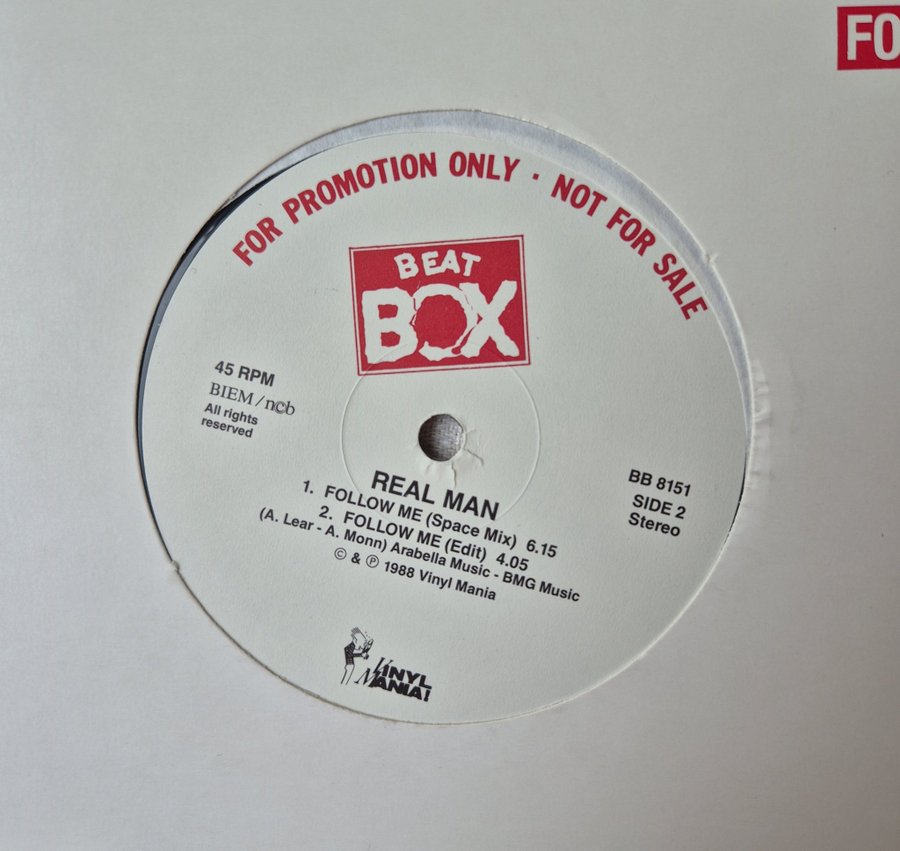 FO
FOR PROMOTION ONLY · NOT FOR SALE
BEAT
BOX
45 RPM
BIEM / n©b
All rights
reserved
BB 8151
SIDE 2
Stereo
REAL MAN
1. FOLLOW ME (Space Mix) 6.15
2. FOLLOW ME (Edit) 4.05
(A. Lear - A. Monn) Arabella Music - BMG Music
© & ℗ 1988 Vinyl Mania
VINYL
MANIA!